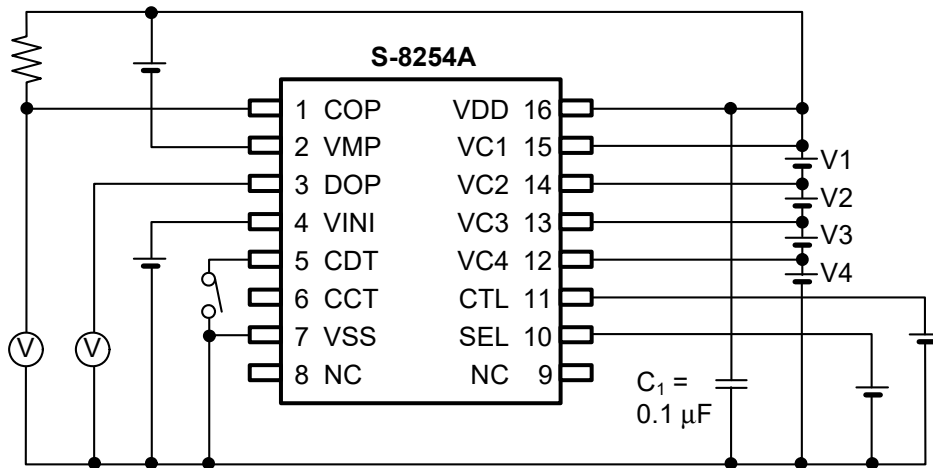 S-8254A
1 COP VDD 16
2 VMP VC1 15
3 DOP VC2 14
4 VINI VC3 13
5 CDT VC4 12
6 CCT CTL 11
7 VSS SEL 10
8 NC NC 9
V1
V2
V3
V4
V V
C₁ =
0.1 μF